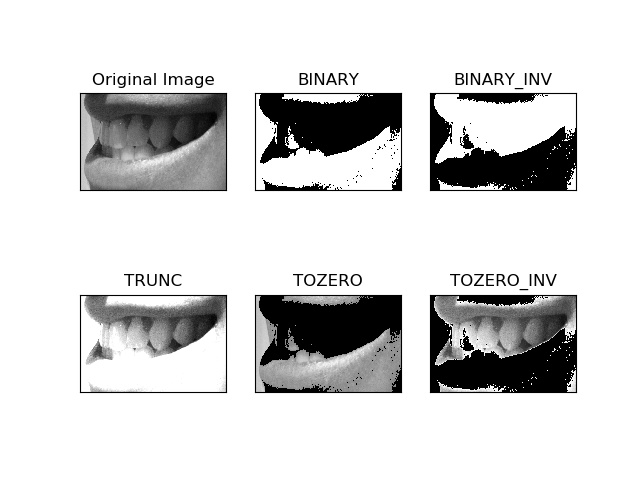 Original Image
BINARY
BINARY_INV
TRUNC
TOZERO
TOZERO_INV